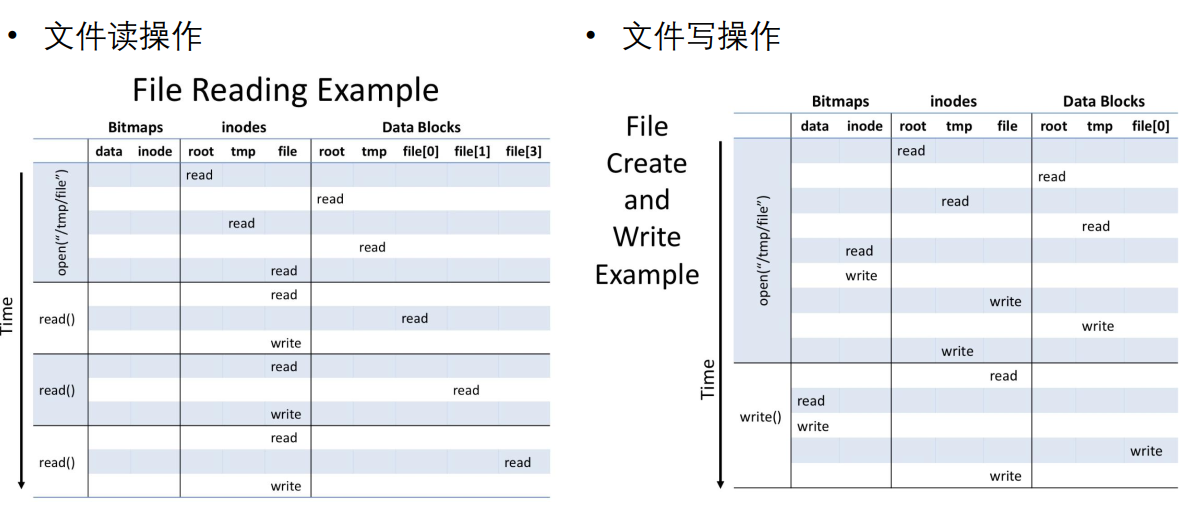 • 文件读操作
File Reading Example
Bitmaps inodes Data Blocks
data inode root tmp file root tmp file[0] file[1] file[3]
Time
open(“/tmp/file”)
read
read
read
read
read
read
read() read
write
read
read() read
write
read
read() read
write
• 文件写操作
File
Create
and
Write
Example
Bitmaps inodes Data Blocks
data inode root tmp file root tmp file[0]
Time
open(“/tmp/file”)
read
read
read
read
read
write
write
write
write
read
read
write() write
write
write